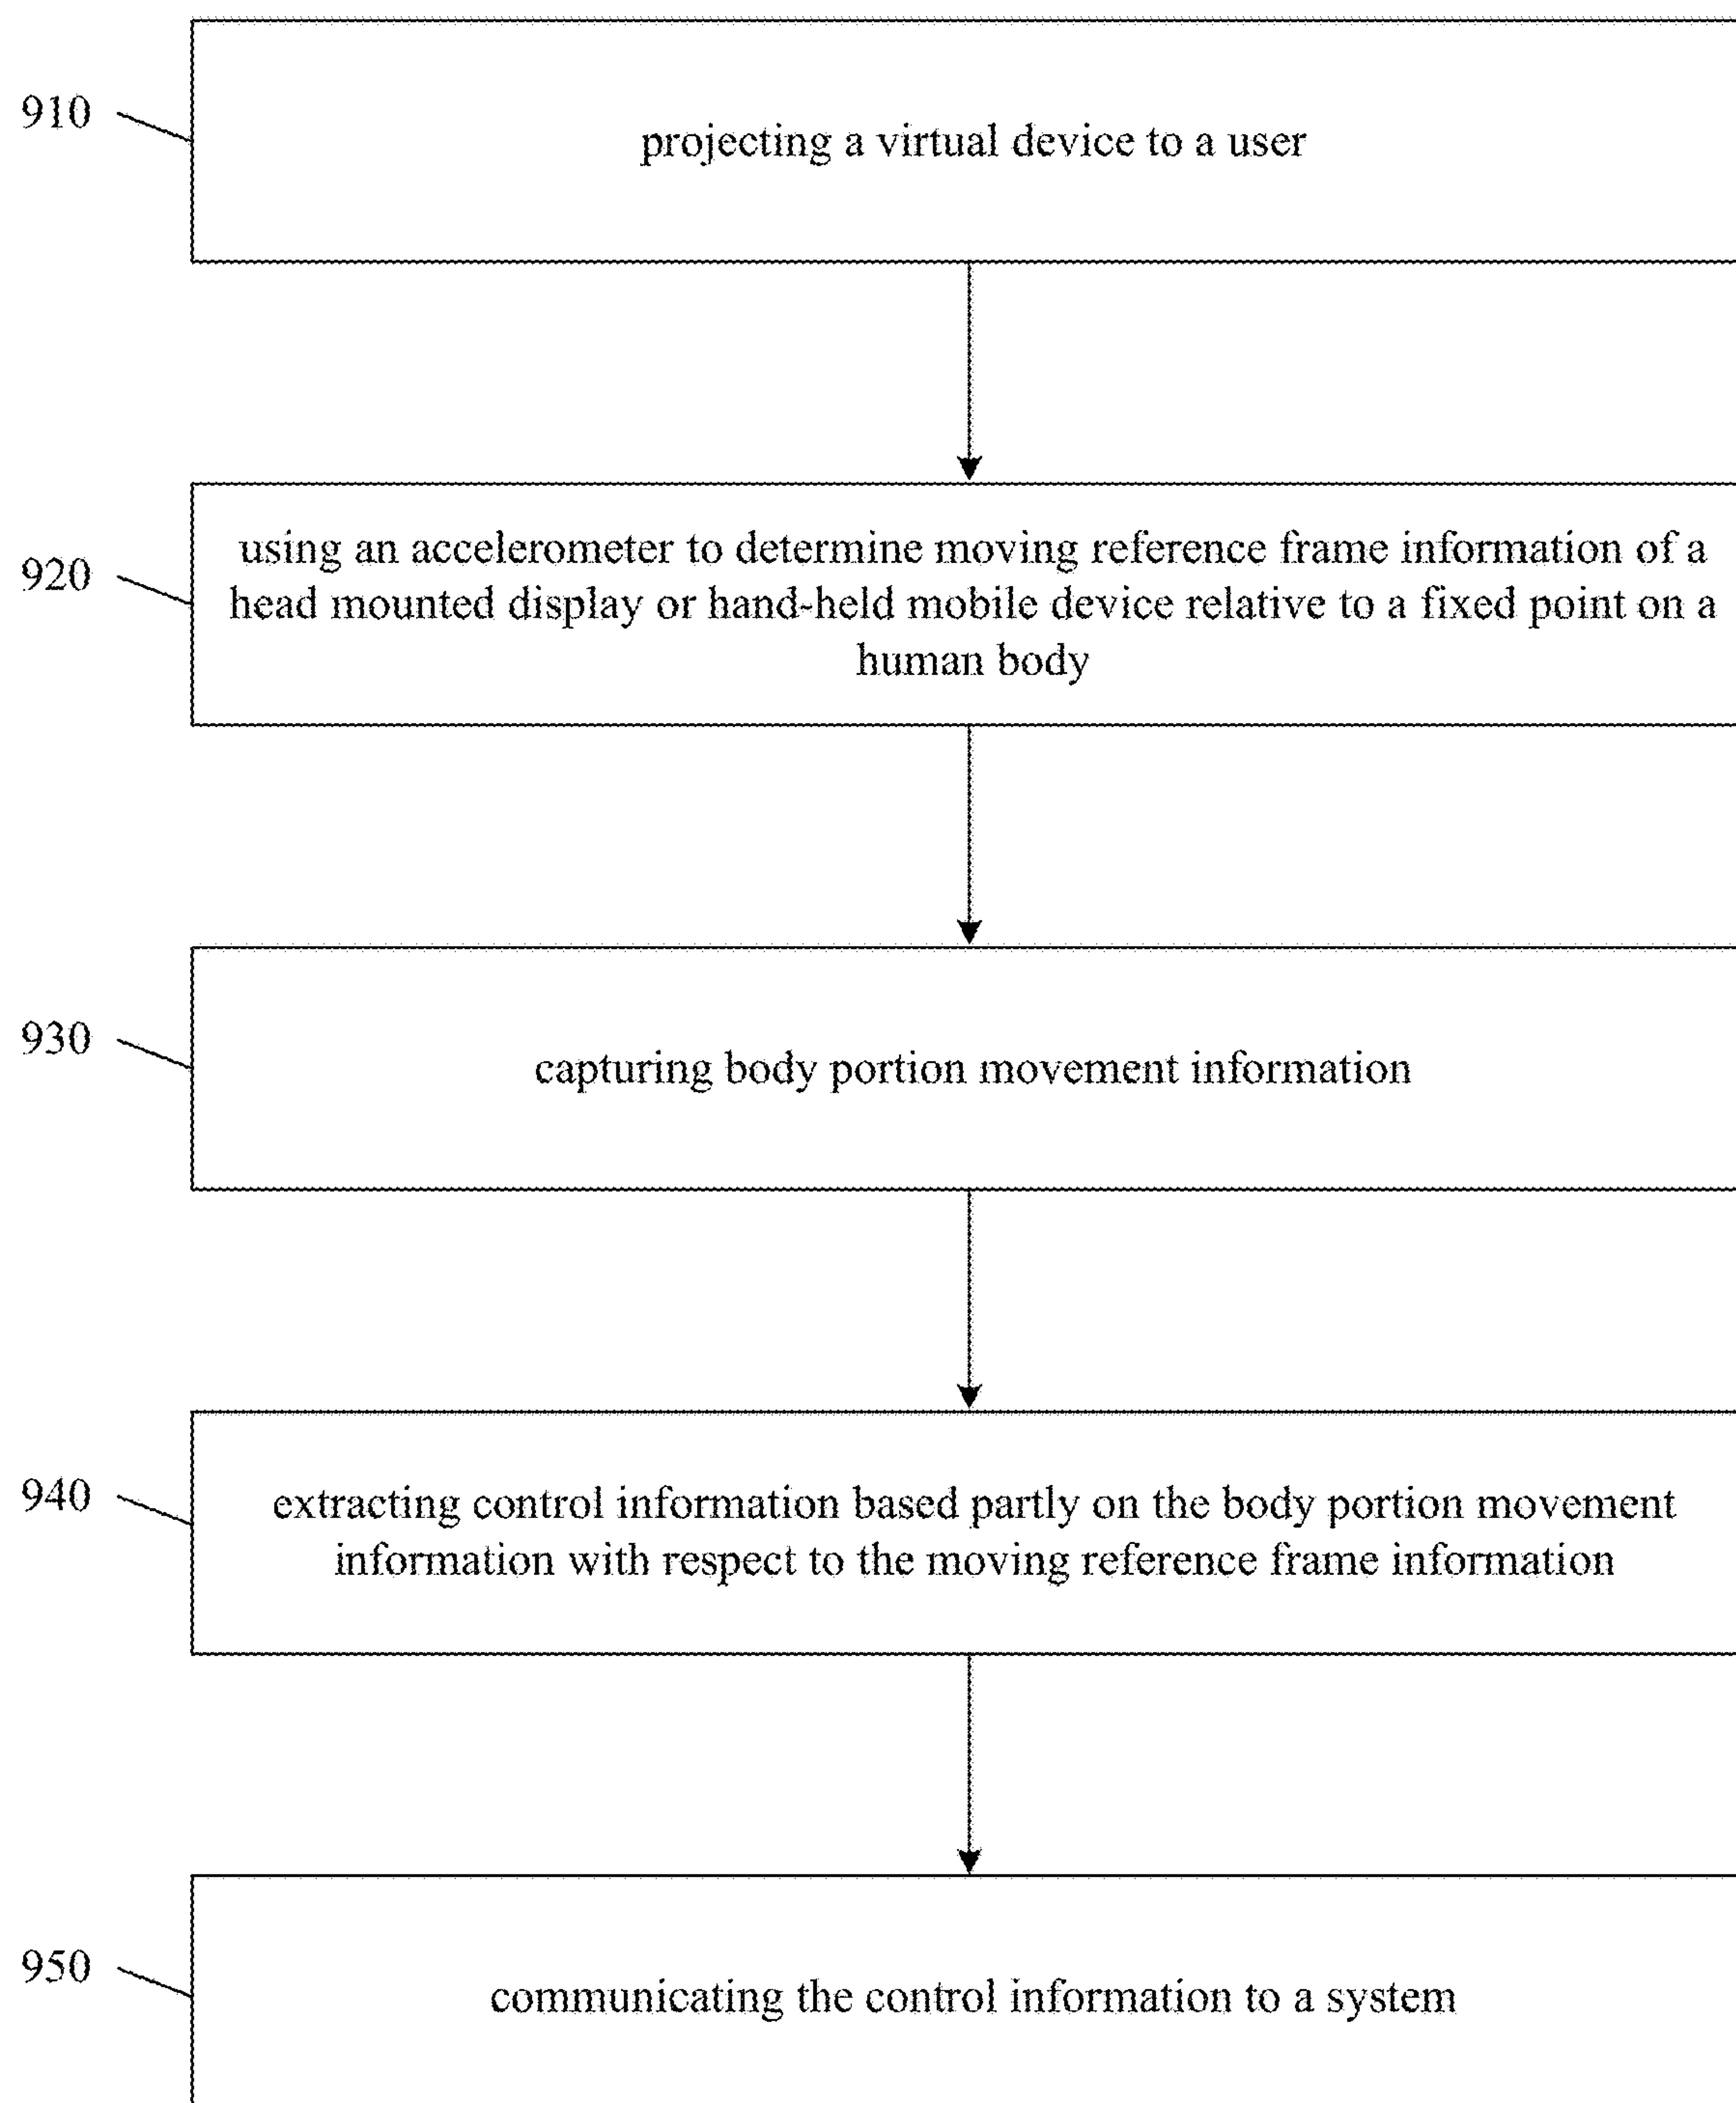 910
projecting a virtual device to a user
920
using an accelerometer to determine moving reference frame information of a
head mounted display or hand-held mobile device relative to a fixed point on a
human body
930
capturing body portion movement information
940
extracting control information based partly on the body portion movement
information with respect to the moving reference frame information
950
communicating the control information to a system